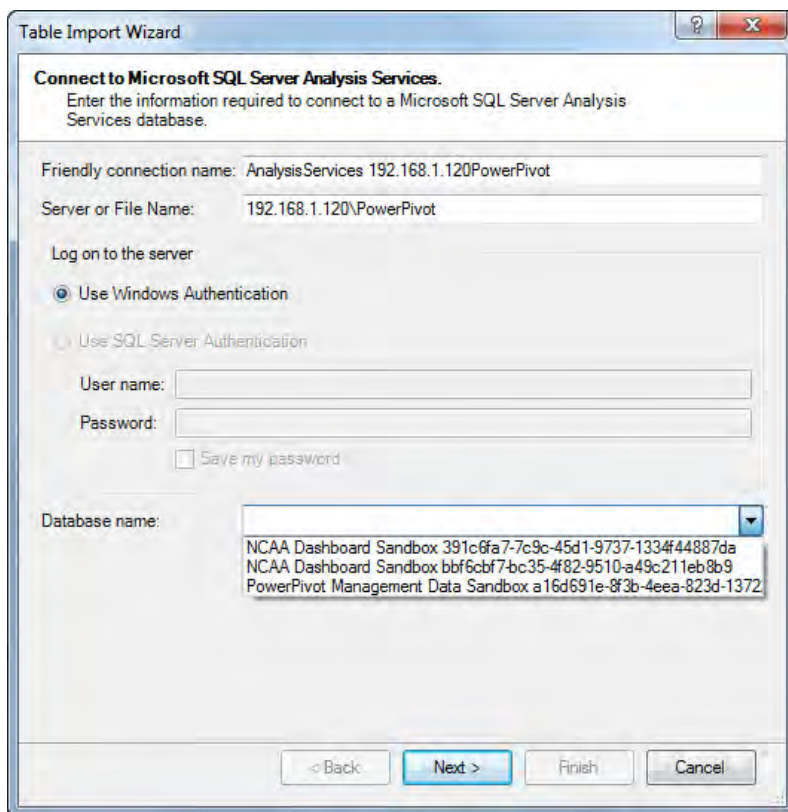 Table Import Wizard
Connect to Microsoft SQL Server Analysis Services.
Enter the information required to connect to a Microsoft SQL Server Analysis
Services database.
Friendly connection name: AnalysisServices 192.168.1.120PowerPivot
Server or File Name: 192.168.1.120\PowerPivot
Log on to the server
Use Windows Authentication
Use SQL Server Authentication
User name:
Password:
Save my password
Database name:
NCAA Dashboard Sandbox 391c6fa7-7c9c-45d1-9737-1334f44887da
NCAA Dashboard Sandbox bbf6cbf7-bc35-4f82-9510-a49c211eb8b9
PowerPivot Management Data Sandbox a16d691e-8f3b-4eea-823d-1372
< Back Next > Finish Cancel